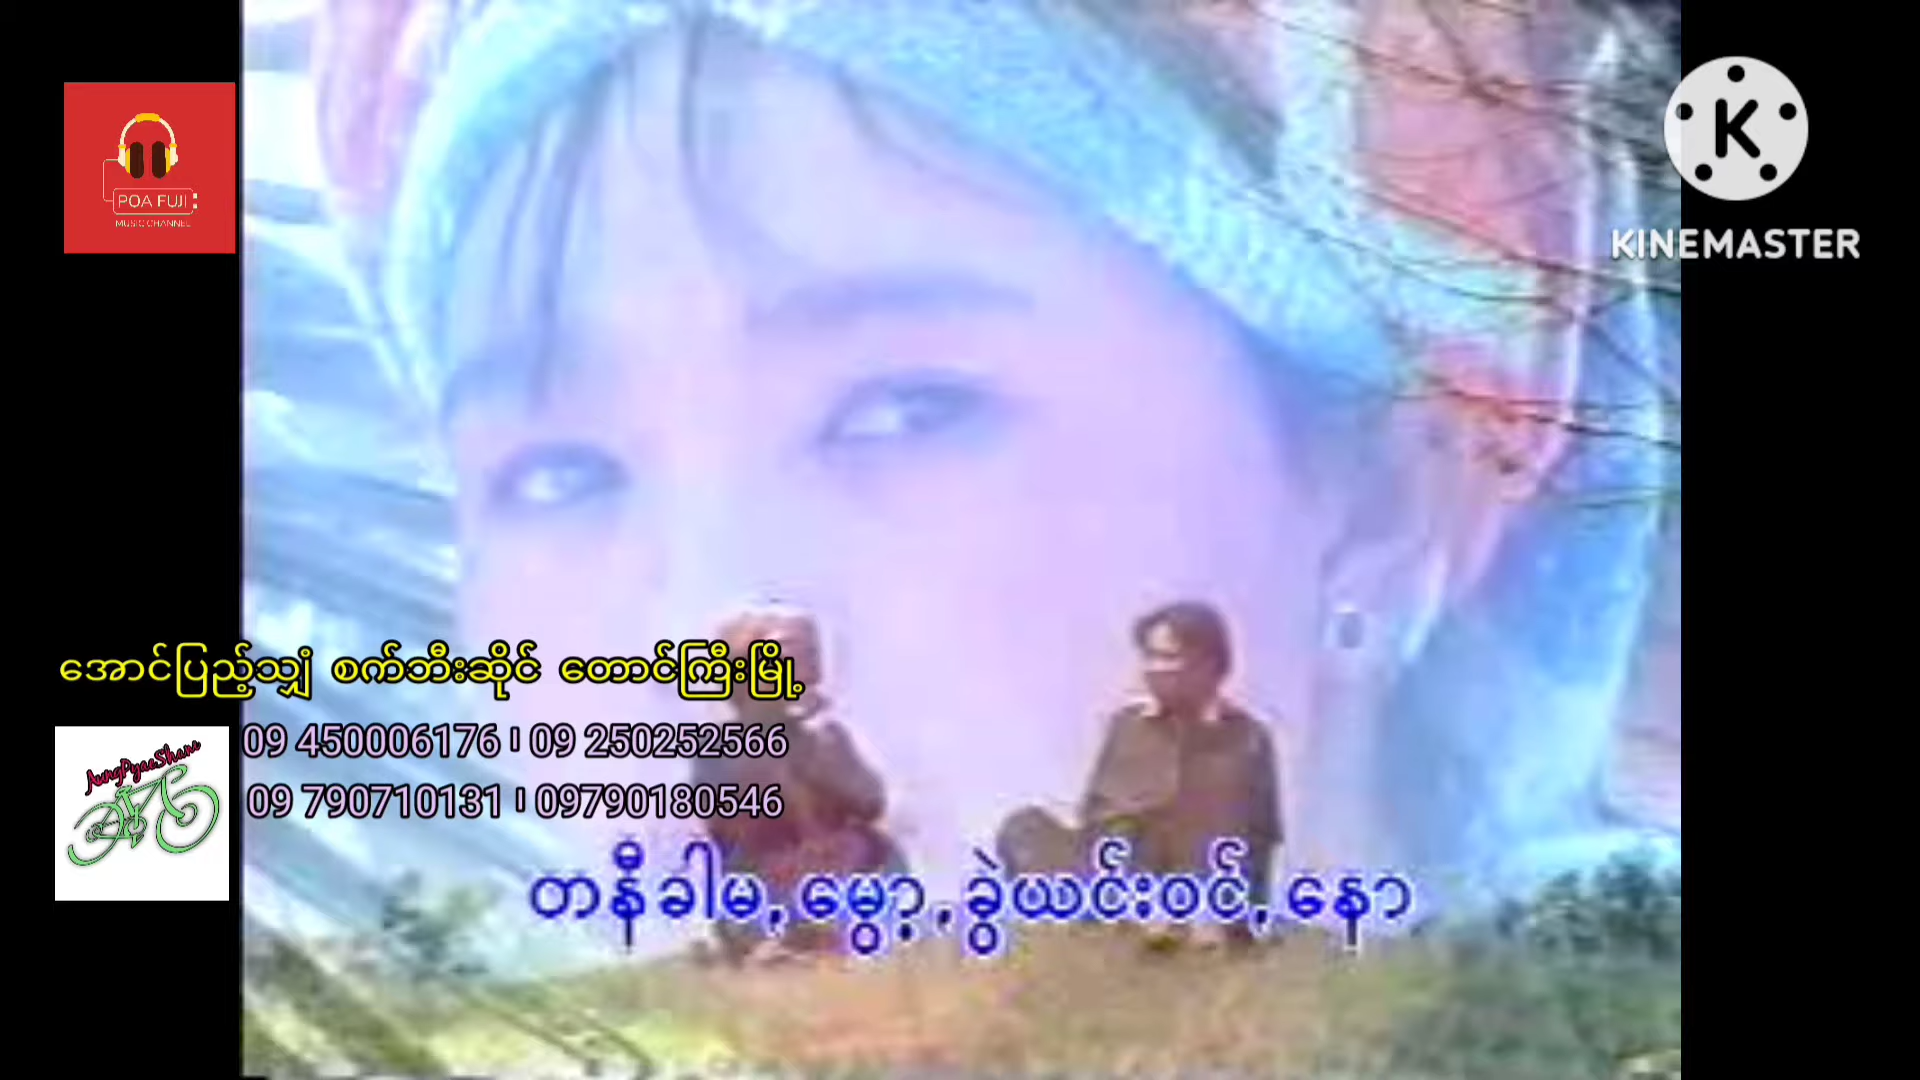 POA FUJI
MUSIC CHANNEL
K
KINEMASTER
အောင်ပြည့်သျှံ စက်ဘီးဆိုင် တောင်ကြီးမြို့
AungPyaeShan
09 450006176 ၊ 09 250252566
09 790710131 ၊ 09790180546
တနီခါမႇမွေႏခွဲယင်းဝင်ႇနော